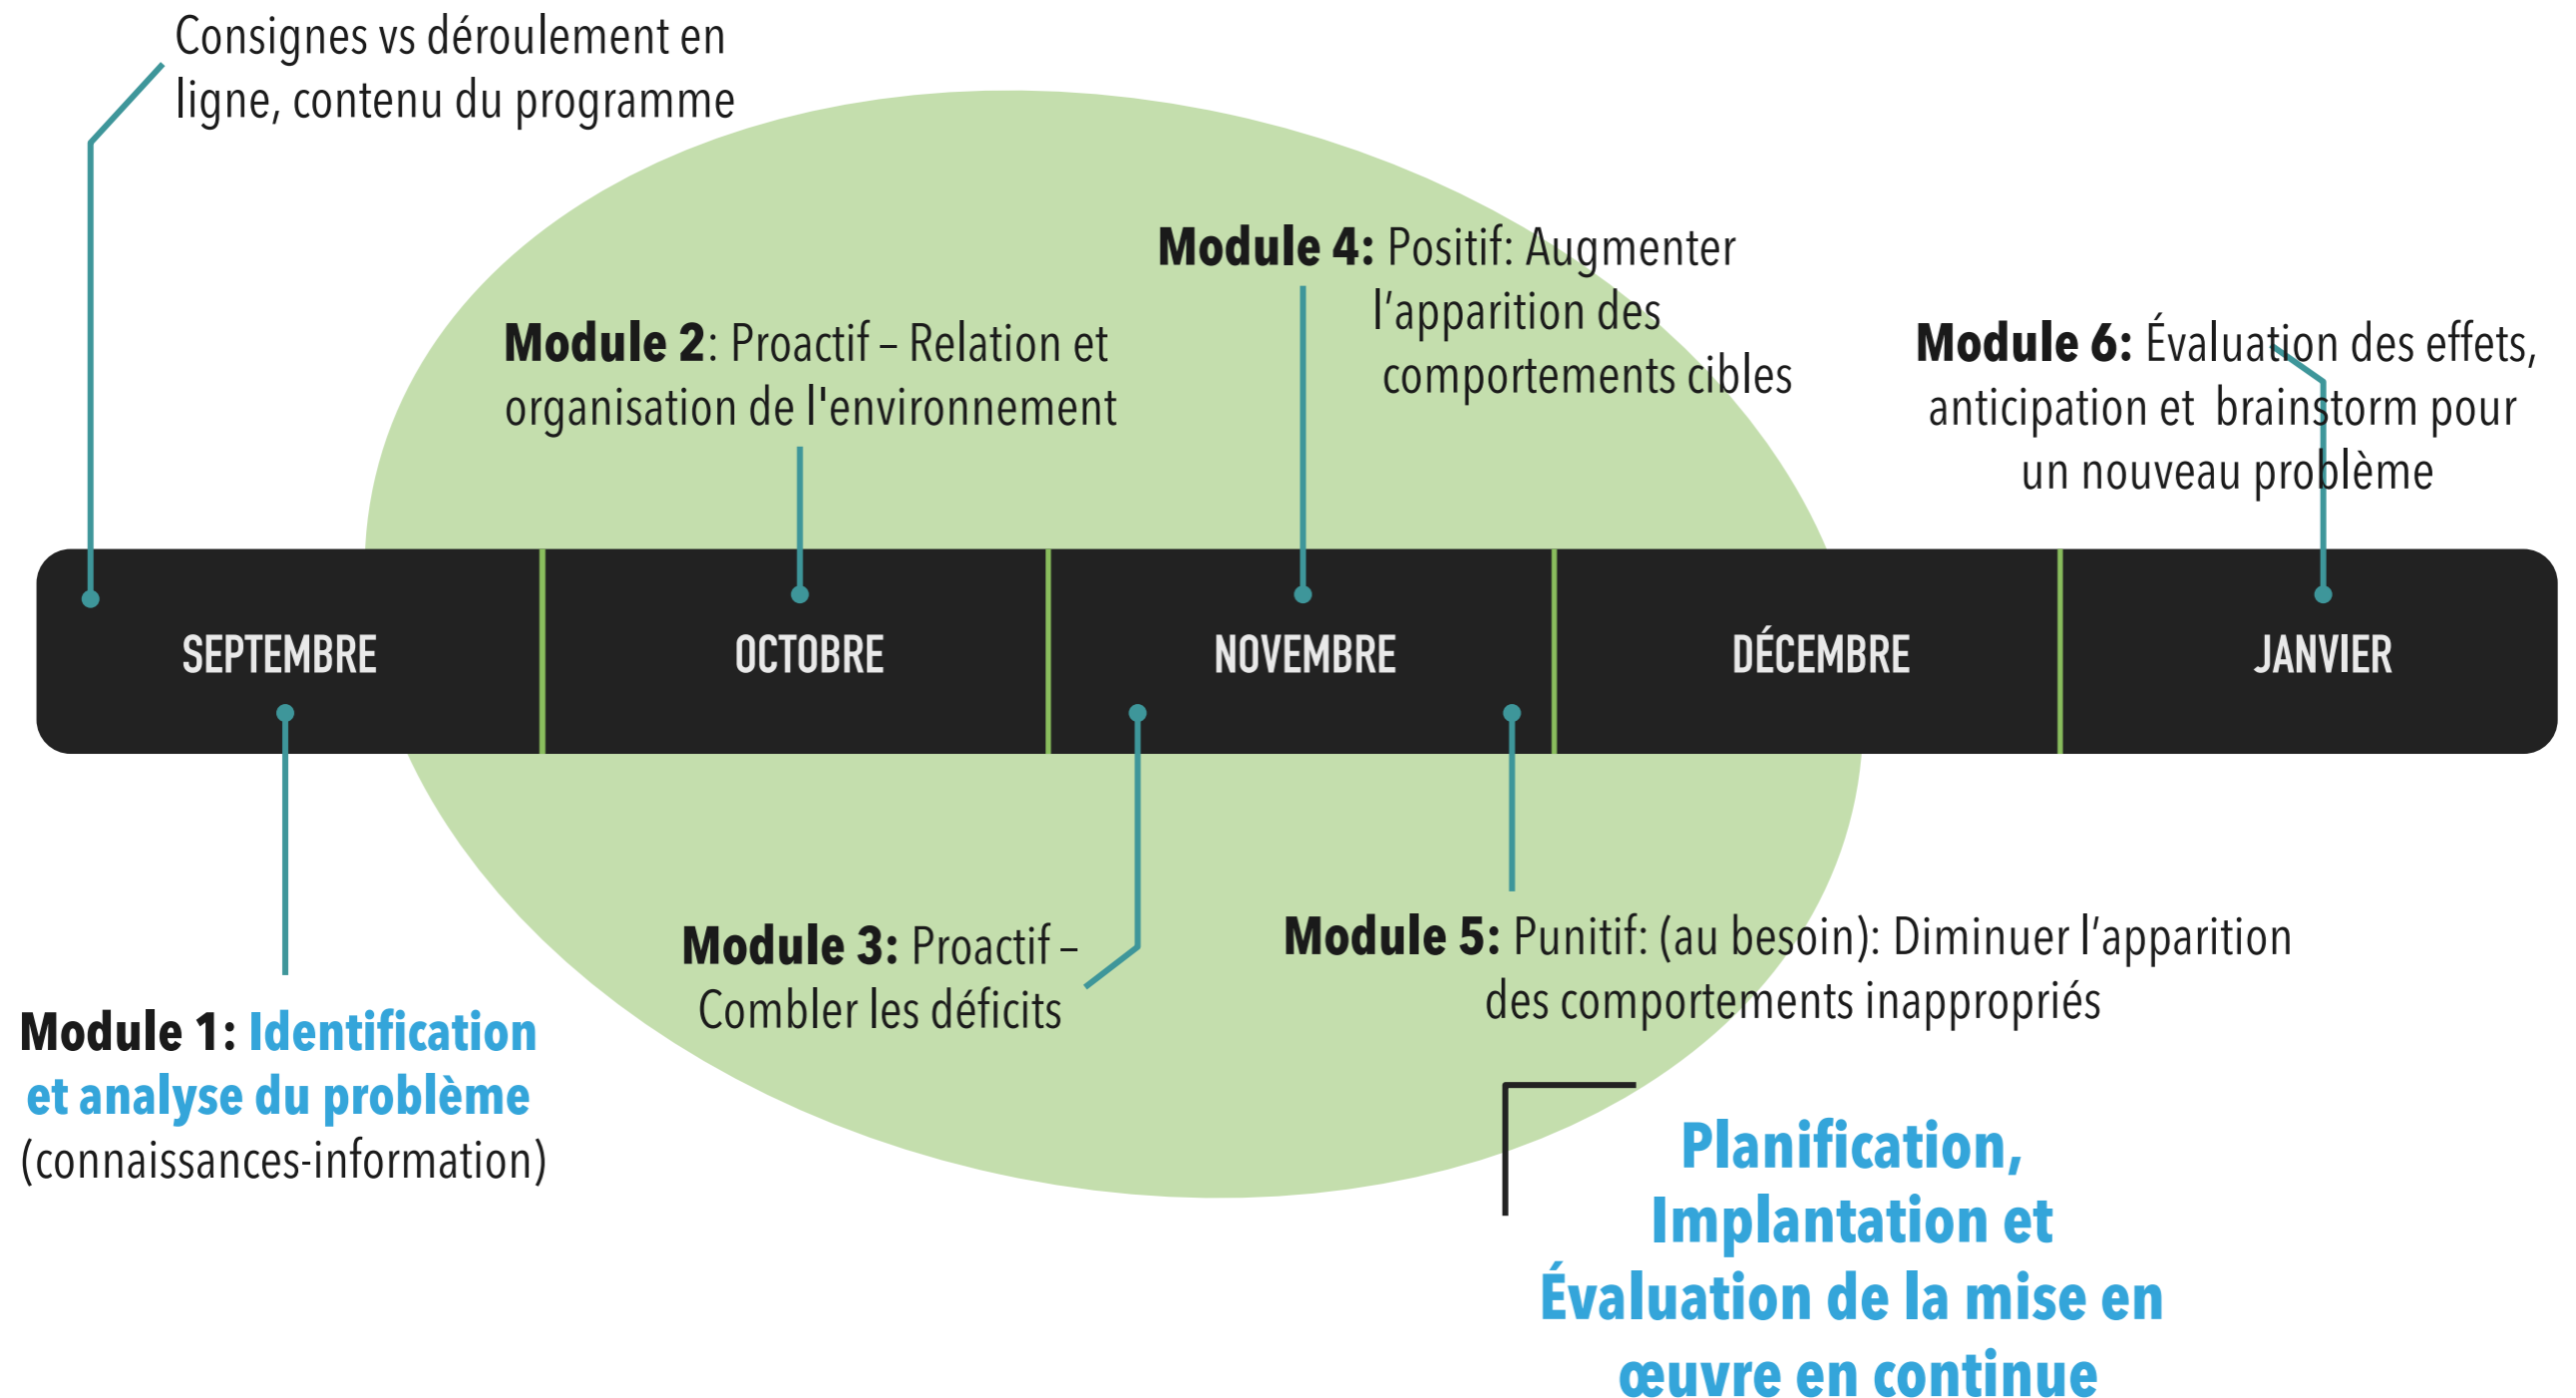 Consignes vs déroulement en
ligne, contenu du programme
Module 4: Positif: Augmenter
l’apparition des
comportements cibles
Module 2: Proactif – Relation et
organisation de l'environnement
Module 6: Évaluation des effets,
anticipation et  brainstorm pour
un nouveau problème
SEPTEMBRE
OCTOBRE
NOVEMBRE
DÉCEMBRE
JANVIER
Module 3: Proactif –
Combler les déficits
Module 5: Punitif: (au besoin): Diminuer l’apparition
des comportements inappropriés
Module 1: Identification
et analyse du problème
(connaissances-information)
Planification,
Implantation et
Évaluation de la mise en
œuvre en continue